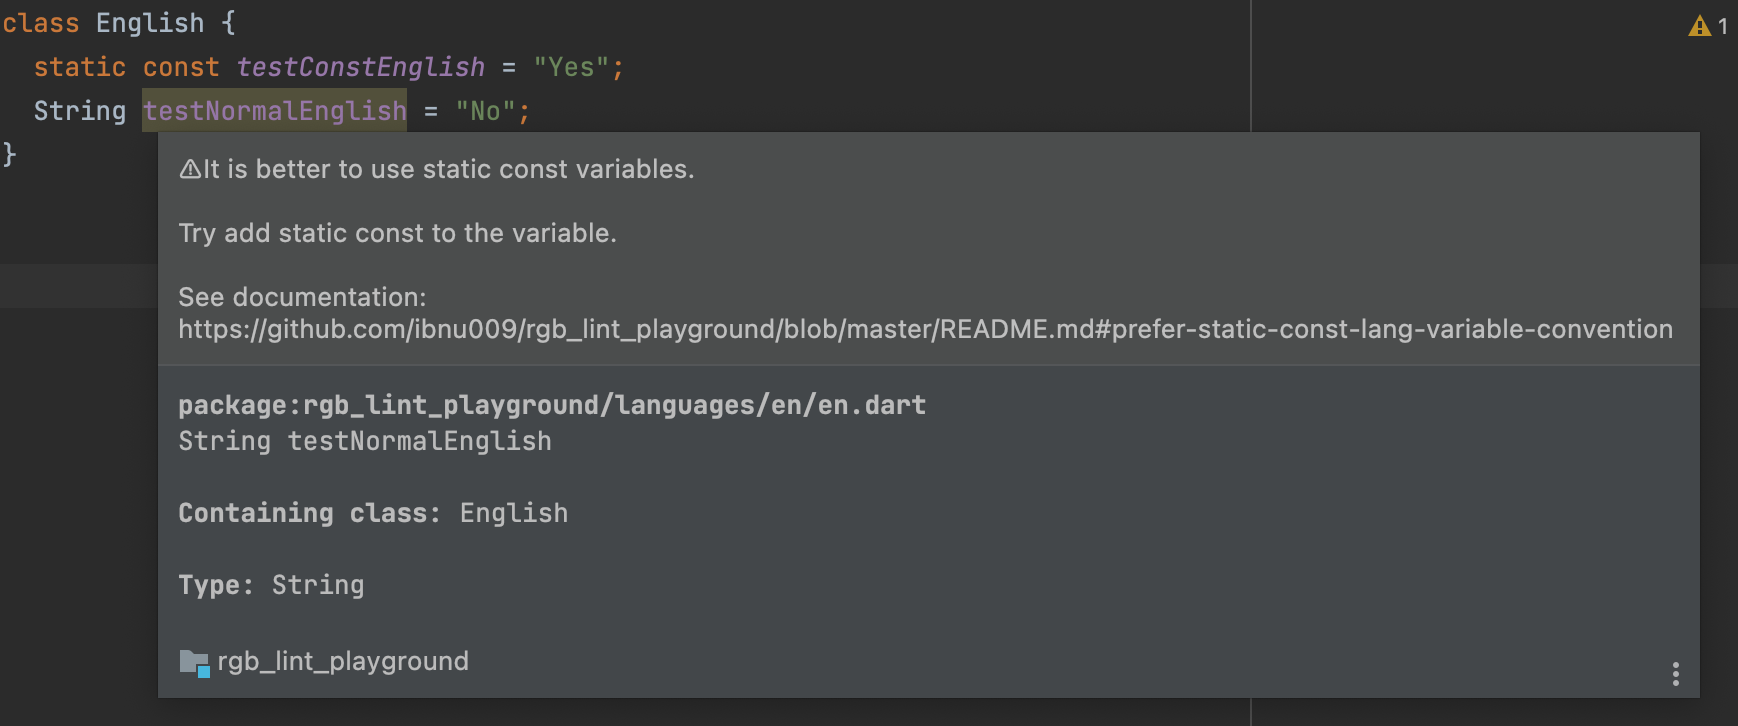 class English {
static const testConstEnglish = "Yes";
String testNormalEnglish = "No";
}
1
⚠It is better to use static const variables.
Try add static const to the variable.
See documentation:
https://github.com/ibnu009/rgb_lint_playground/blob/master/README.md#prefer-static-const-lang-variable-convention
package:rgb_lint_playground/languages/en/en.dart
String testNormalEnglish
Containing class: English
Type: String
rgb_lint_playground